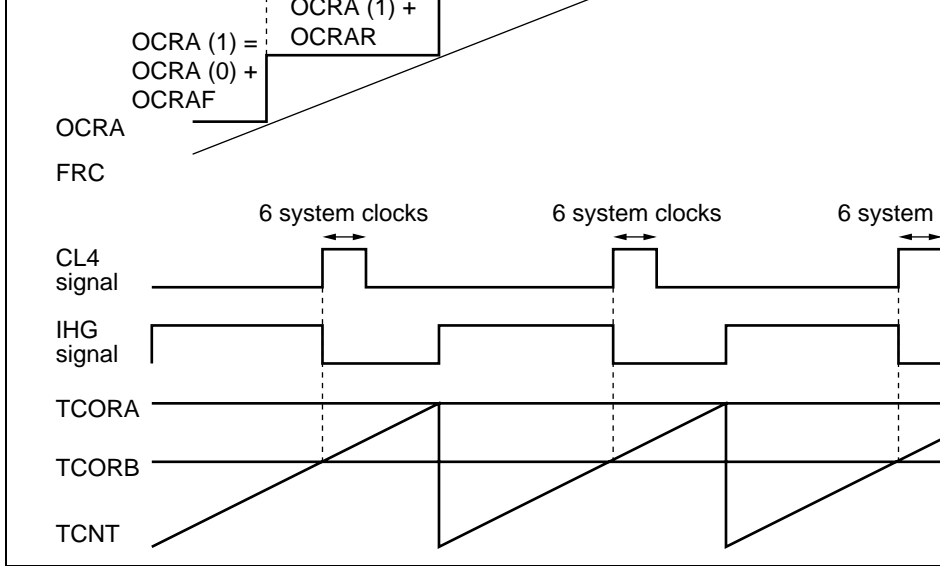 OCRA (1) +
OCRAR
OCRA (1) =
OCRA (0) +
OCRAF
OCRA
FRC
6 system clocks 6 system clocks 6 system
CL4
signal
IHG
signal
TCORA
TCORB
TCNT